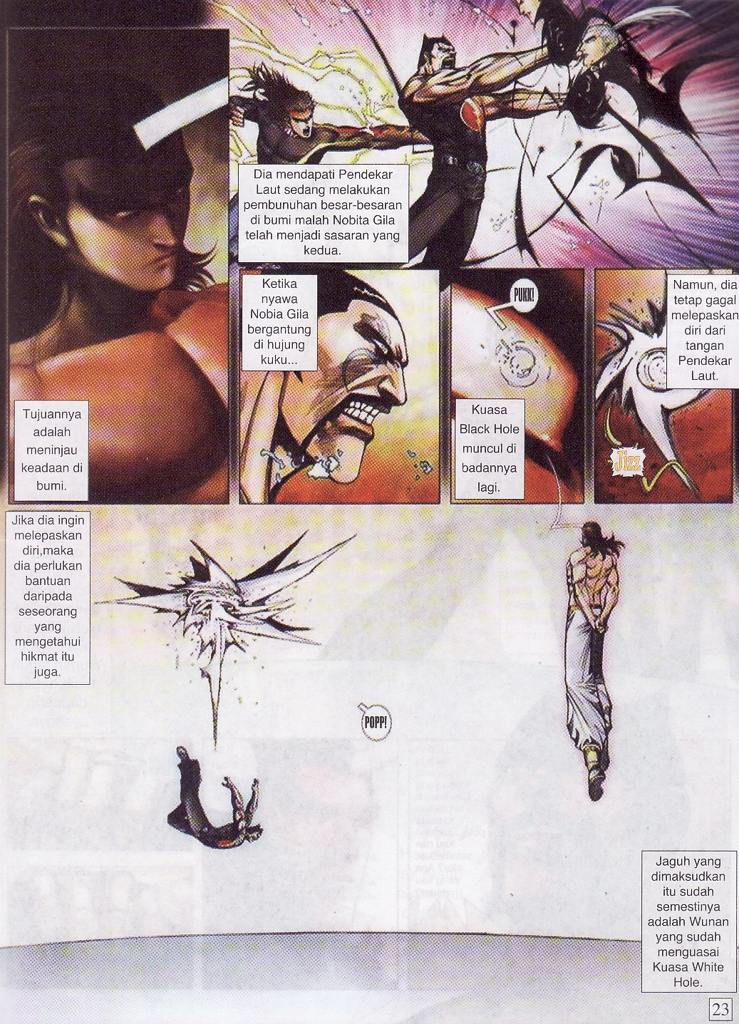 Dia mendapati Pendekar
Laut sedang melakukan
pembunuhan besar-besaran
di bumi malah Nobita Gila
telah menjadi sasaran yang
kedua.
Tujuannya
adalah
meninjau
keadaan di
bumi.
Ketika
nyawa
Nobia Gila
bergantung
di hujung
kuku...
PUKK!
Kuasa
Black Hole
muncul di
badannya
lagi.
Namun, dia
tetap gagal
melepaskan
diri dari
tangan
Pendekar
Laut.
Jizz
Jika dia ingin
melepaskan
diri,maka
dia perlukan
bantuan
daripada
seseorang
yang
mengetahui
hikmat itu
juga.
POPP!
Jaguh yang
dimaksudkan
itu sudah
semestinya
adalah Wunan
yang sudah
menguasai
Kuasa White
Hole.
23